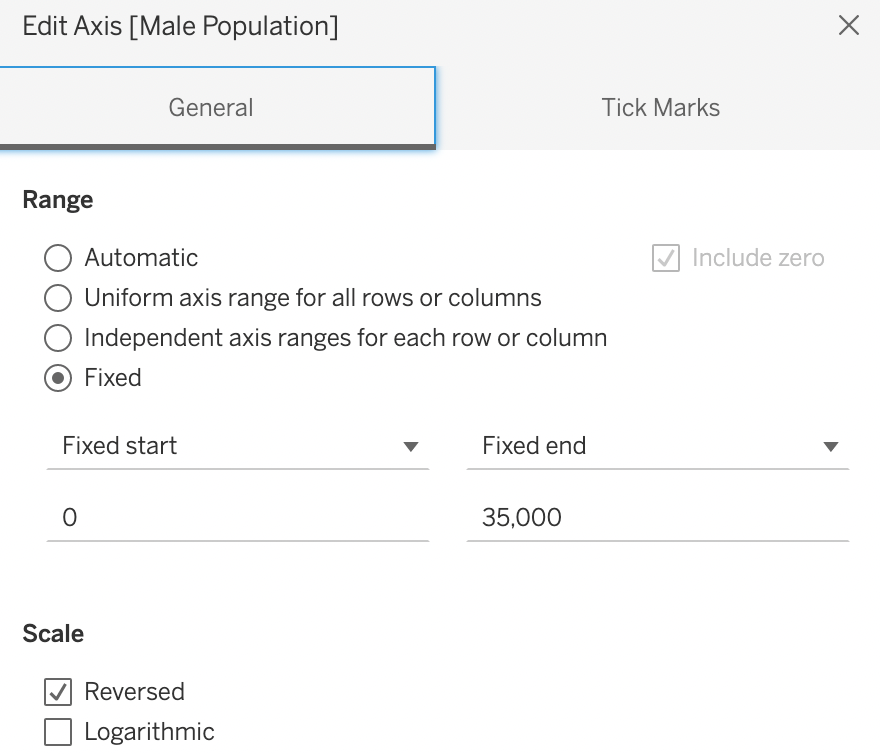 Edit Axis [Male Population]
General
Tick Marks
Range
Automatic
Include zero
Uniform axis range for all rows or columns
Independent axis ranges for each row or column
Fixed
Fixed start
Fixed end
0
35,000
Scale
Reversed
Logarithmic